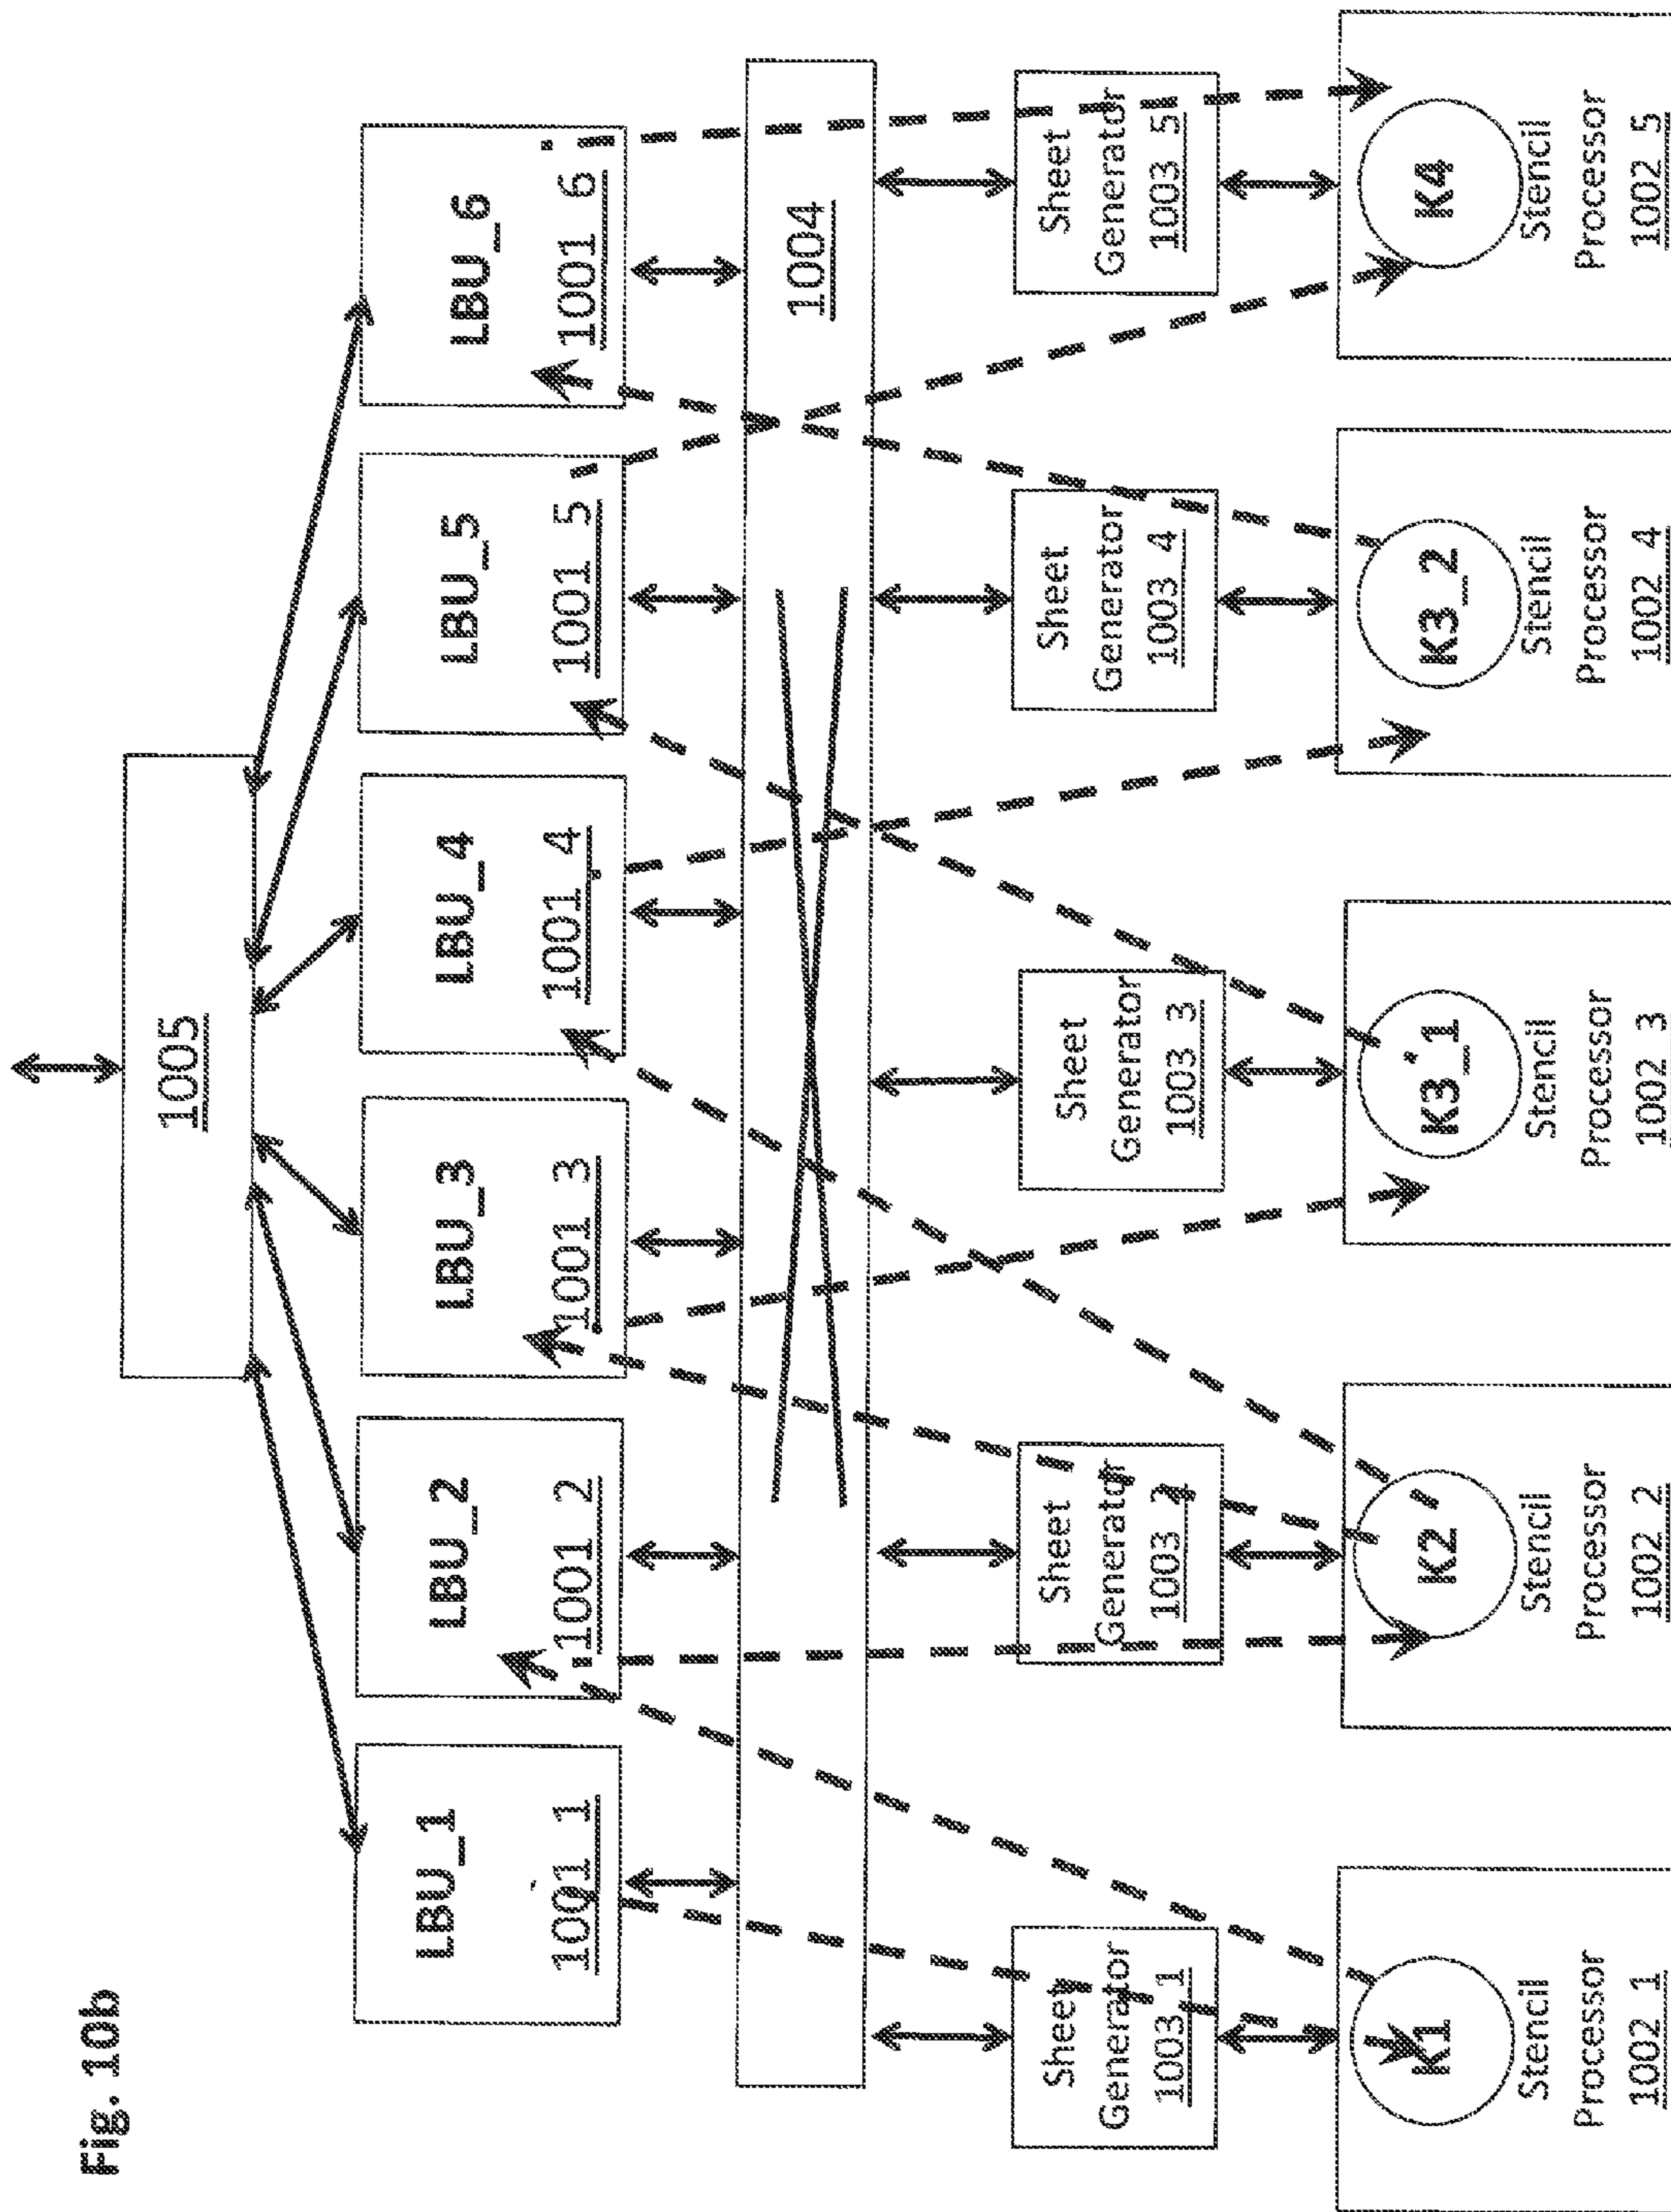 Fig. 10b
1005
LBU_1
1001_1
LBU_2
1001_2
LBU_3
1001_3
LBU_4
1001_4
LBU_5
1001_5
LBU_6
1001_6
1004
Sheet
Generator
1003_1
Sheet
Generator
1003_2
Sheet
Generator
1003_3
Sheet
Generator
1003_4
Sheet
Generator
1003_5
K1
Stencil
Processor
1002_1
K2
Stencil
Processor
1002_2
K3_1
Stencil
Processor
1002_3
K3_2
Stencil
Processor
1002_4
K4
Stencil
Processor
1002_5